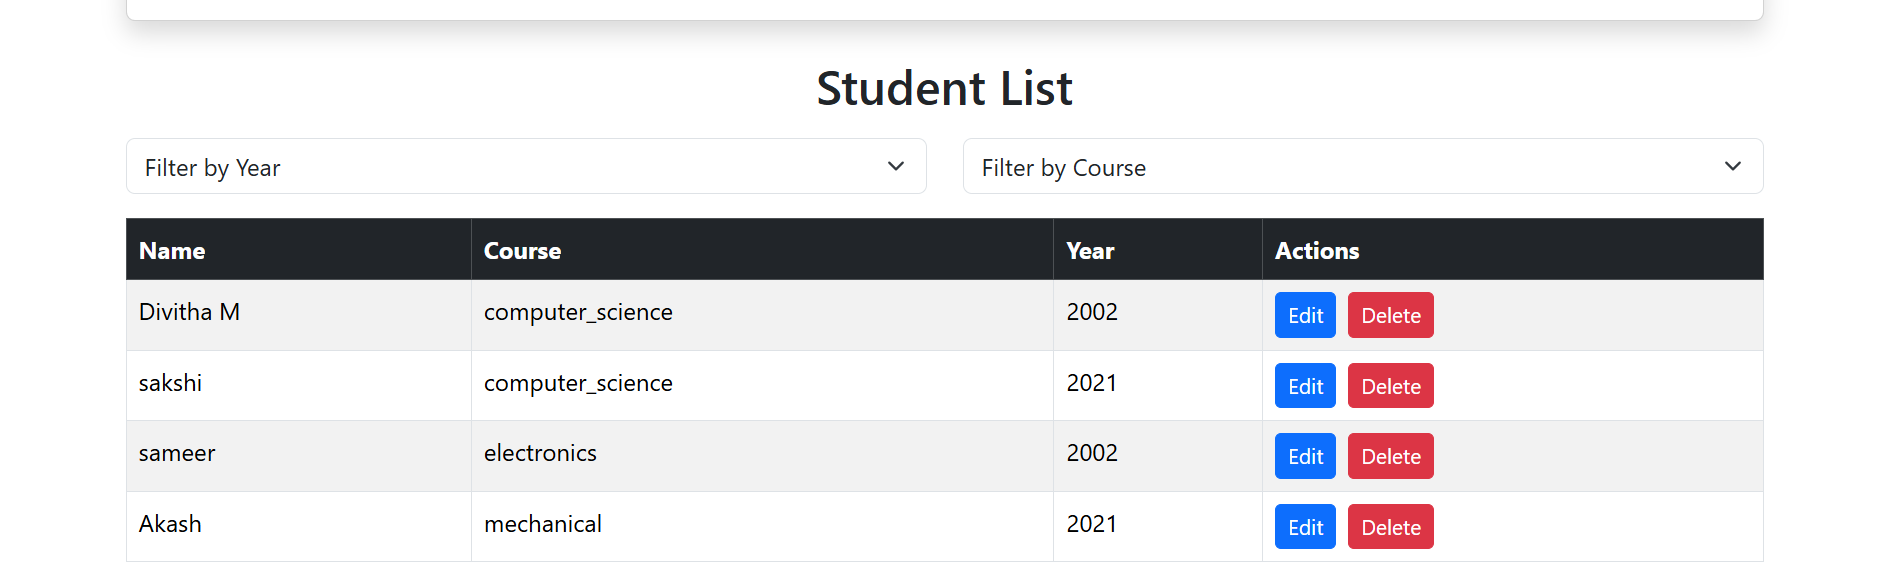 Student List
Filter by Year Filter by Course
Name Course Year Actions
Divitha M computer_science 2002 Edit Delete
sakshi computer_science 2021 Edit Delete
sameer electronics 2002 Edit Delete
Akash mechanical 2021 Edit Delete